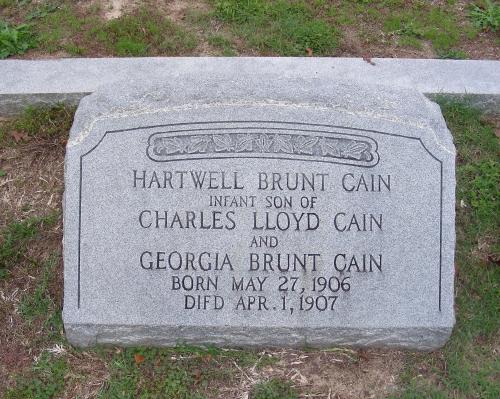 HARTWELL BRUNT CAIN
INFANT SON OF
CHARLES LLOYD CAIN
AND
GEORGIA BRUNT CAIN
BORN MAY 27, 1906
DIED APR. 1, 1907